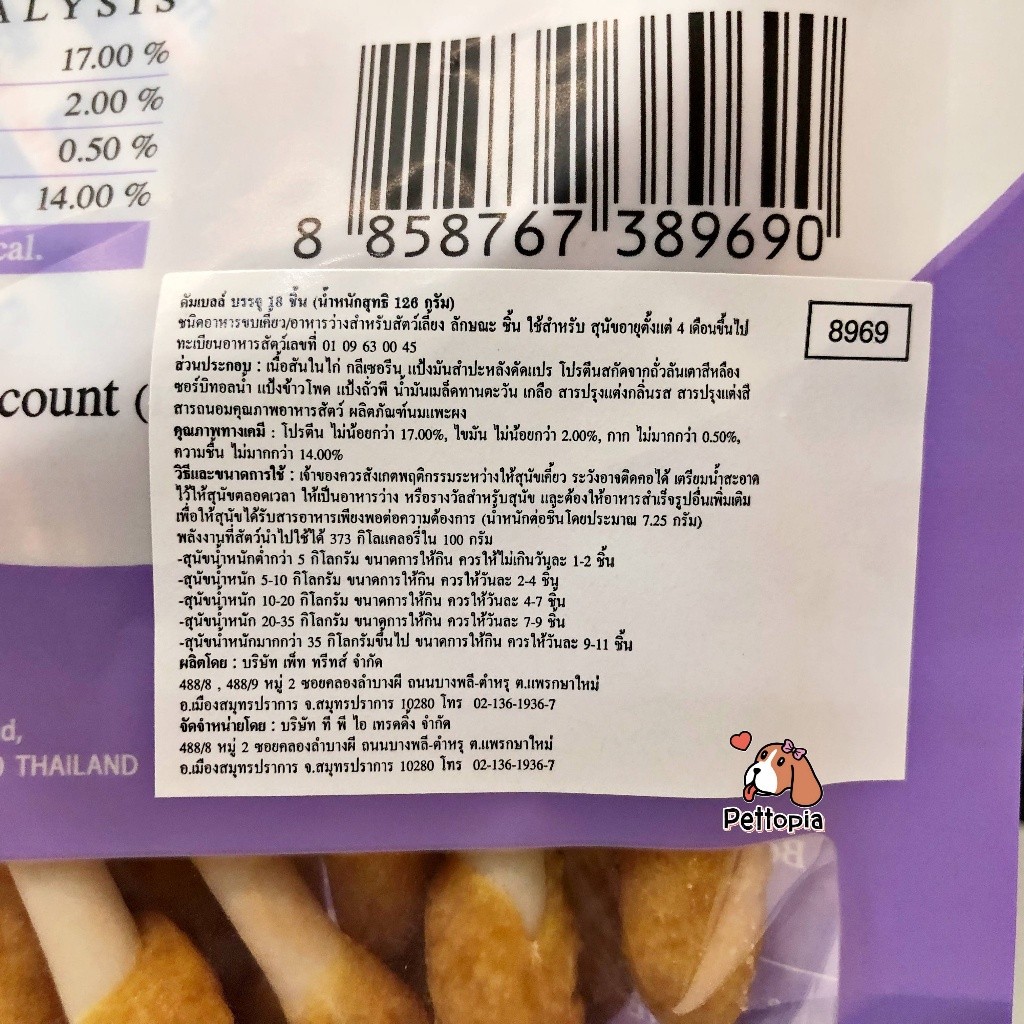 ALYSIS
17.00 %
2.00 %
0.50 %
14.00 %
cal.
8 858767 389690
count (
ดัมเบลล์ บรรจุ 18 ชิ้น (น้ำหนักสุทธิ 126 กรัม)
ชนิดอาหารขบเคี้ยว/อาหารว่างสำหรับสัตว์เลี้ยง ลักษณะ ชิ้น ใช้สำหรับ สุนัขอายุตั้งแต่ 4 เดือนขึ้นไป
ทะเบียนอาหารสัตว์เลขที่ 01 09 63 00 45
8969
ส่วนประกอบ : เนื้อสันในไก่ กลีเซอรีน แป้งมันสำปะหลังดัดแปร โปรตีนสกัดจากถั่วลันเตาสีเหลือง
ซอร์บิทอลน้ำ แป้งข้าวโพด แป้งถั่วพี น้ำมันเมล็ดทานตะวัน เกลือ สารปรุงแต่งกลิ่นรส สารปรุงแต่งสี
สารถนอมคุณภาพอาหารสัตว์ ผลิตภัณฑ์นมแพะผง
คุณภาพทางเคมี : โปรตีน ไม่น้อยกว่า 17.00%, ไขมัน ไม่น้อยกว่า 2.00%, กาก ไม่มากกว่า 0.50%,
ความชื้น ไม่มากกว่า 14.00%
วิธีและขนาดการใช้ : เจ้าของควรสังเกตพฤติกรรมระหว่างให้สุนัขเคี้ยว ระวังอาจติดคอได้ เตรียมน้ำสะอาด
ไว้ให้สุนัขตลอดเวลา ให้เป็นอาหารว่าง หรือรางวัลสำหรับสุนัข และต้องให้อาหารสำเร็จรูปอื่นเพิ่มเติม
เพื่อให้สุนัขได้รับสารอาหารเพียงพอต่อความต้องการ (น้ำหนักต่อชิ้นโดยประมาณ 7.25 กรัม)
พลังงานที่สัตว์นำไปใช้ได้ 373 กิโลแคลอรี่ใน 100 กรัม
-สุนัขน้ำหนักต่ำกว่า 5 กิโลกรัม ขนาดการให้กิน ควรให้ไม่เกินวันละ 1-2 ชิ้น
-สุนัขน้ำหนัก 5-10 กิโลกรัม ขนาดการให้กิน ควรให้วันละ 2-4 ชิ้น
-สุนัขน้ำหนัก 10-20 กิโลกรัม ขนาดการให้กิน ควรให้วันละ 4-7 ชิ้น
-สุนัขน้ำหนัก 20-35 กิโลกรัม ขนาดการให้กิน ควรให้วันละ 7-9 ชิ้น
-สุนัขน้ำหนักมากกว่า 35 กิโลกรัมขึ้นไป ขนาดการให้กิน ควรให้วันละ 9-11 ชิ้น
ผลิตโดย : บริษัท เพ็ท ทรีทส์ จำกัด
488/8 , 488/9 หมู่ 2 ซอยคลองลำบางผี ถนนบางพลี-ตำหรุ ต.แพรกษาใหม่
อ.เมืองสมุทรปราการ จ.สมุทรปราการ 10280 โทร 02-136-1936-7
จัดจำหน่ายโดย : บริษัท ที พี ไอ เทรดดิ้ง จำกัด
488/8 หมู่ 2 ซอยคลองลำบางผี ถนนบางพลี-ตำหรุ ต.แพรกษาใหม่
อ.เมืองสมุทรปราการ จ.สมุทรปราการ 10280 โทร 02-136-1936-7
d,
THAILAND
Pettopia